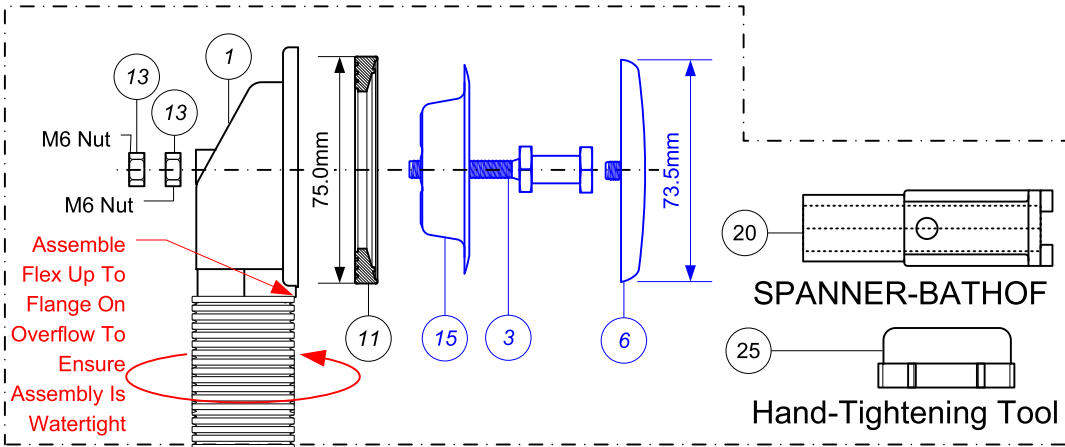 13
1
13
M6 Nut
M6 Nut
75.0mm
73.5mm
Assemble
Flex Up To
Flange On
Overflow To
Ensure
Assembly Is
Watertight
11
15
3
6
20
SPANNER-BATHOF
25
Hand-Tightening Tool